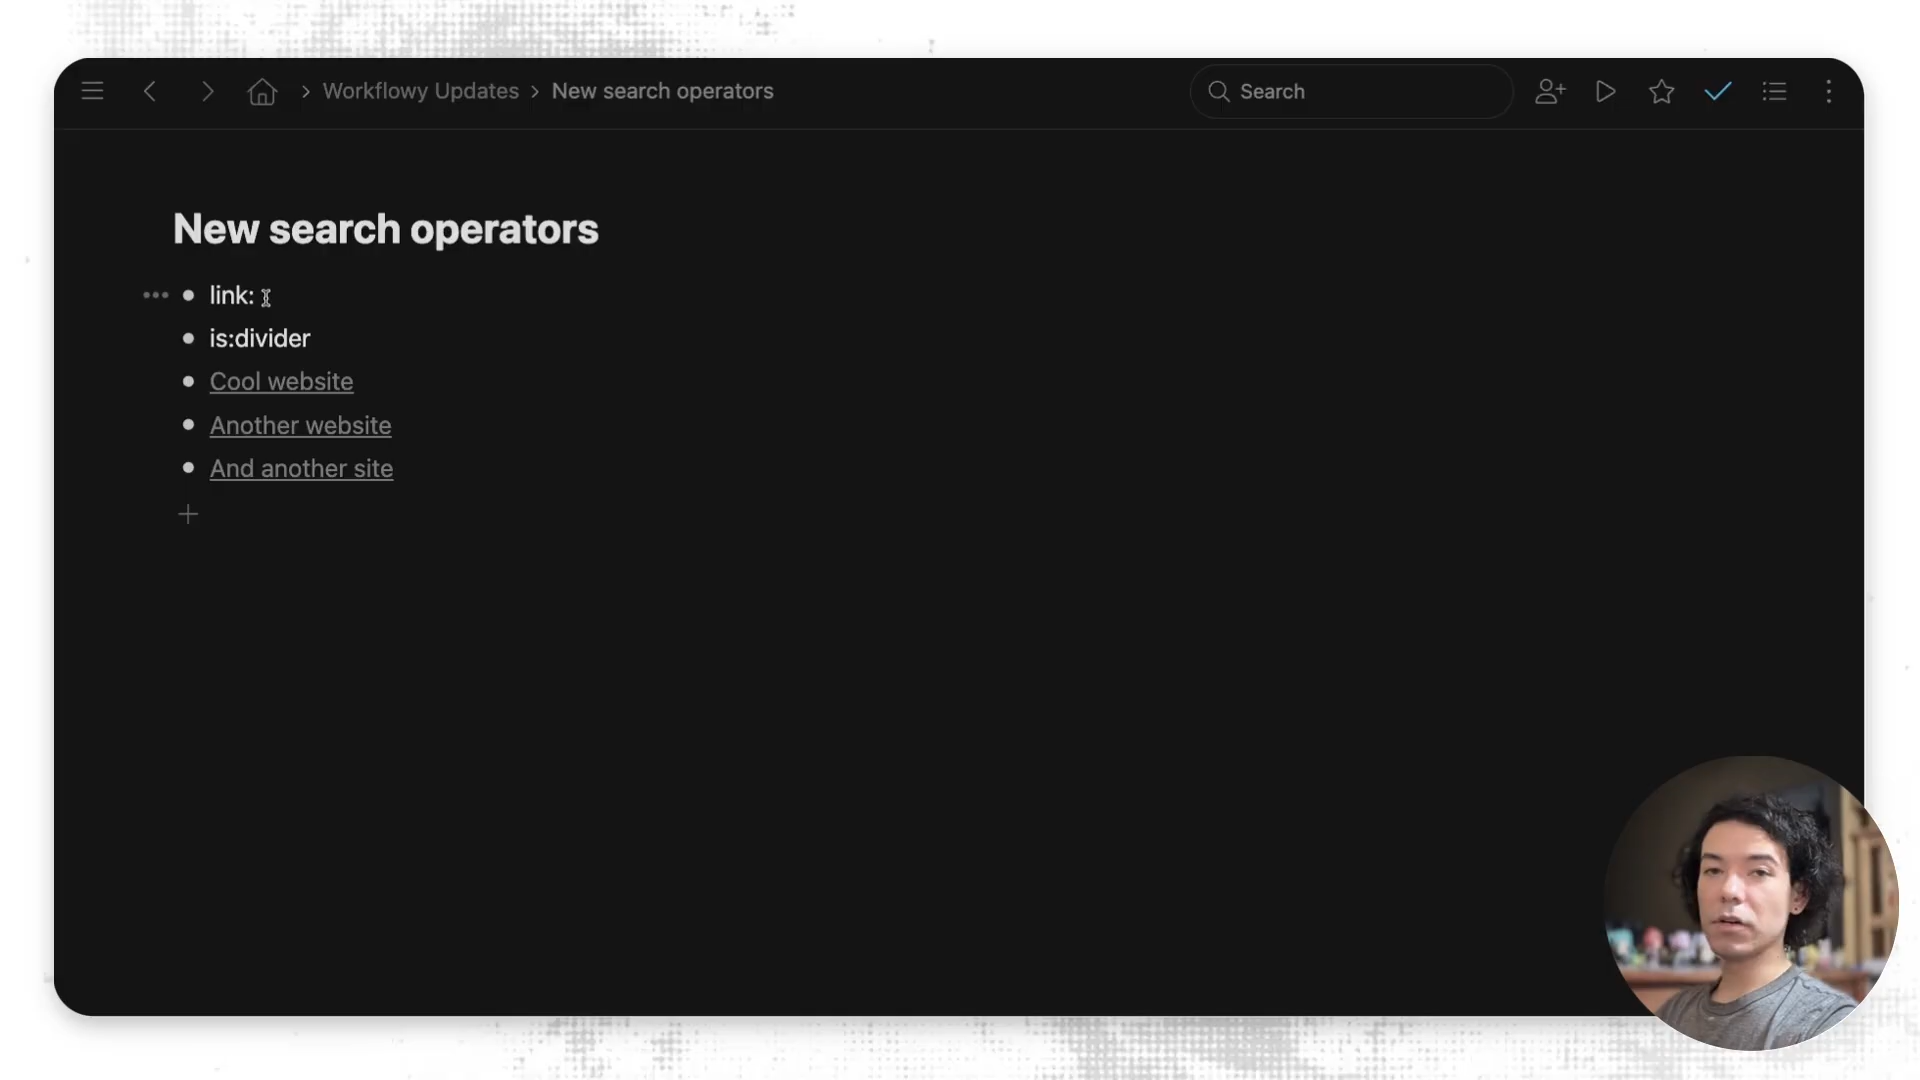 Workflowy Updates > New search operators
Search
New search operators
link:
is:divider
Cool website
Another website
And another site